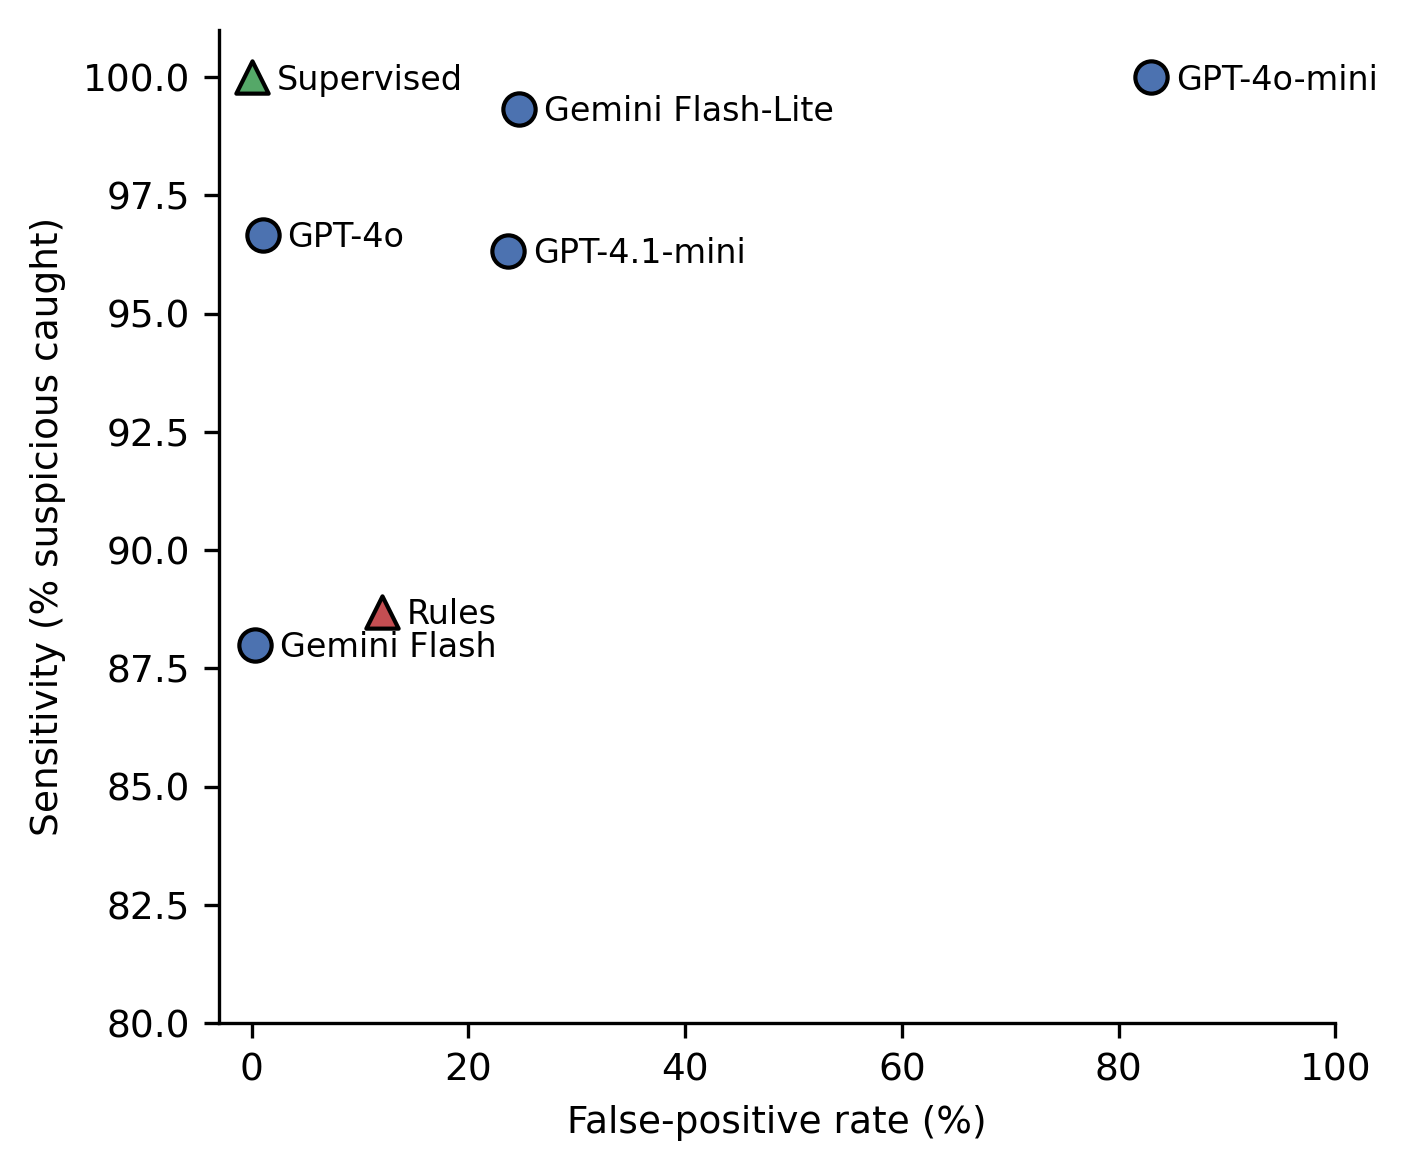 100.0
97.5
95.0
92.5
90.0
87.5
85.0
82.5
80.0
Sensitivity (% suspicious caught)
Supervised
GPT-4o-mini
Gemini Flash-Lite
GPT-4o
GPT-4.1-mini
Rules
Gemini Flash
0 20 40 60 80 100
False-positive rate (%)